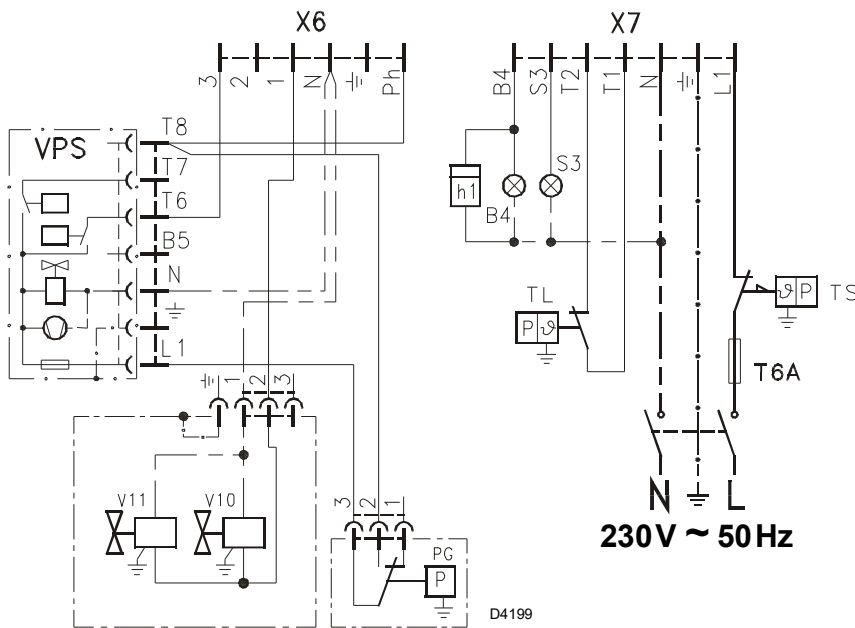 X6
X7
3
2
1
N
Ph
B4
S3
T2
T1
N
L1
VPS
T8
T7
T6
B5
N
L1
h1
B4
S3
TL
P ϑ
ϑ P
TS
T6A
1
2
3
V11
V10
3
2
1
PG
P
N
L
230V ~ 50Hz
D4199